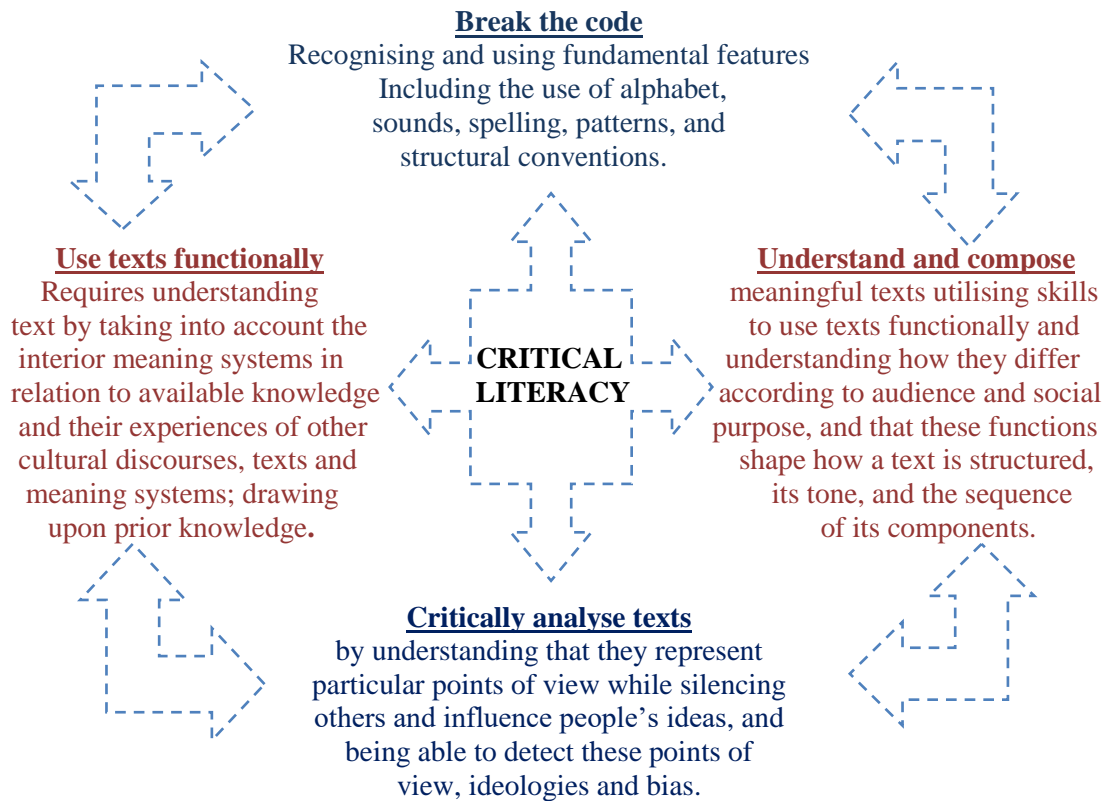 Break the code
Recognising and using fundamental features
Including the use of alphabet,
sounds, spelling, patterns, and
structural conventions.
Use texts functionally
Requires understanding
text by taking into account the
interior meaning systems in
relation to available knowledge
and their experiences of other
cultural discourses, texts and
meaning systems; drawing
upon prior knowledge.
CRITICAL
LITERACY
Understand and compose
meaningful texts utilising skills
to use texts functionally and
understanding how they differ
according to audience and social
purpose, and that these functions
shape how a text is structured,
its tone, and the sequence
of its components.
Critically analyse texts
by understanding that they represent
particular points of view while silencing
others and influence people’s ideas, and
being able to detect these points of
view, ideologies and bias.